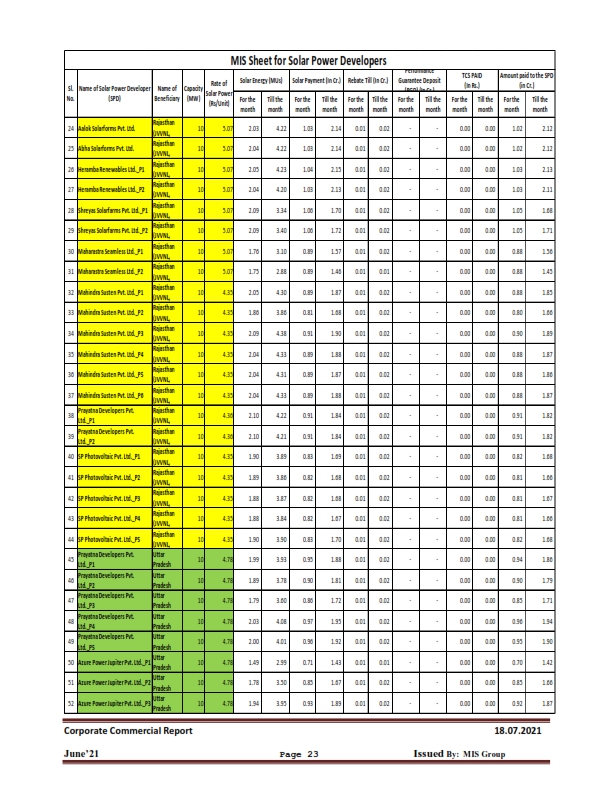 MIS Sheet for Solar Power Developers
Sl. No. Name of Solar Power Developer (SPD) Name of Beneficiary Capacity (MW) Rate of Solar Power (Rs/Unit) Solar Energy (MUs) Solar Payment (In Cr.) Rebate Till (In Cr.) Performance Guarantee Deposit TCS PAID (In Rs.) Amount paid to the SPD (in Cr.)
For the month Till the month For the month Till the month For the month Till the month For the month Till the month For the month Till the month For the month Till the month
24 Aalok Solarforms Pvt. Ltd. Rajasthan (JVVNL, 10 5.07 2.03 4.22 1.03 2.14 0.01 0.02 - - 0.00 0.00 1.02 2.12
25 Abha Solarforms Pvt. Ltd. Rajasthan (JVVNL, 10 5.07 2.04 4.22 1.03 2.14 0.01 0.02 - - 0.00 0.00 1.02 2.12
26 Heramba Renewables Ltd._P1 Rajasthan (JVVNL, 10 5.07 2.05 4.23 1.04 2.15 0.01 0.02 - - 0.00 0.00 1.03 2.13
27 Heramba Renewables Ltd._P2 Rajasthan (JVVNL, 10 5.07 2.04 4.20 1.03 2.13 0.01 0.02 - - 0.00 0.00 1.03 2.11
28 Shreyas Solarfarms Pvt. Ltd._P1 Rajasthan (JVVNL, 10 5.07 2.09 3.34 1.06 1.70 0.01 0.02 - - 0.00 0.00 1.05 1.68
29 Shreyas Solarfarms Pvt. Ltd._P2 Rajasthan (JVVNL, 10 5.07 2.09 3.40 1.06 1.72 0.01 0.02 - - 0.00 0.00 1.05 1.71
30 Maharastra Seamless Ltd._P1 Rajasthan (JVVNL, 10 5.07 1.76 3.10 0.89 1.57 0.01 0.02 - - 0.00 0.00 0.88 1.56
31 Maharastra Seamless Ltd._P2 Rajasthan (JVVNL, 10 5.07 1.75 2.88 0.89 1.46 0.01 0.01 - - 0.00 0.00 0.88 1.45
32 Mahindra Susten Pvt. Ltd._P1 Rajasthan (JVVNL, 10 4.35 2.05 4.30 0.89 1.87 0.01 0.02 - - 0.00 0.00 0.88 1.85
33 Mahindra Susten Pvt. Ltd._P2 Rajasthan (JVVNL, 10 4.35 1.86 3.86 0.81 1.68 0.01 0.02 - - 0.00 0.00 0.80 1.66
34 Mahindra Susten Pvt. Ltd._P3 Rajasthan (JVVNL, 10 4.35 2.09 4.38 0.91 1.90 0.01 0.02 - - 0.00 0.00 0.90 1.89
35 Mahindra Susten Pvt. Ltd._P4 Rajasthan (JVVNL, 10 4.35 2.04 4.33 0.89 1.88 0.01 0.02 - - 0.00 0.00 0.88 1.87
36 Mahindra Susten Pvt. Ltd._P5 Rajasthan (JVVNL, 10 4.35 2.04 4.31 0.89 1.87 0.01 0.02 - - 0.00 0.00 0.88 1.86
37 Mahindra Susten Pvt. Ltd._P6 Rajasthan (JVVNL, 10 4.35 2.04 4.33 0.89 1.88 0.01 0.02 - - 0.00 0.00 0.88 1.87
38 Prayatna Developers Pvt. Ltd._P1 Rajasthan (JVVNL, 10 4.36 2.10 4.22 0.91 1.84 0.01 0.02 - - 0.00 0.00 0.91 1.82
39 Prayatna Developers Pvt. Ltd._P2 Rajasthan (JVVNL, 10 4.36 2.10 4.21 0.91 1.84 0.01 0.02 - - 0.00 0.00 0.91 1.82
40 SP Photovoltaic Pvt. Ltd._P1 Rajasthan (JVVNL, 10 4.35 1.90 3.89 0.83 1.69 0.01 0.02 - - 0.00 0.00 0.82 1.68
41 SP Photovoltaic Pvt. Ltd._P2 Rajasthan (JVVNL, 10 4.35 1.89 3.86 0.82 1.68 0.01 0.02 - - 0.00 0.00 0.81 1.66
42 SP Photovoltaic Pvt. Ltd._P3 Rajasthan (JVVNL, 10 4.35 1.88 3.87 0.82 1.68 0.01 0.02 - - 0.00 0.00 0.81 1.67
43 SP Photovoltaic Pvt. Ltd._P4 Rajasthan (JVVNL, 10 4.35 1.88 3.84 0.82 1.67 0.01 0.02 - - 0.00 0.00 0.81 1.66
44 SP Photovoltaic Pvt. Ltd._P5 Rajasthan (JVVNL, 10 4.35 1.90 3.90 0.83 1.70 0.01 0.02 - - 0.00 0.00 0.82 1.68
45 Prayatna Developers Pvt. Ltd._P1 Uttar Pradesh 10 4.78 1.99 3.93 0.95 1.88 0.01 0.02 - - 0.00 0.00 0.94 1.86
46 Prayatna Developers Pvt. Ltd._P2 Uttar Pradesh 10 4.78 1.89 3.78 0.90 1.81 0.01 0.02 - - 0.00 0.00 0.90 1.79
47 Prayatna Developers Pvt. Ltd._P3 Uttar Pradesh 10 4.78 1.79 3.60 0.86 1.72 0.01 0.02 - - 0.00 0.00 0.85 1.71
48 Prayatna Developers Pvt. Ltd._P4 Uttar Pradesh 10 4.78 2.03 4.08 0.97 1.95 0.01 0.02 - - 0.00 0.00 0.96 1.94
49 Prayatna Developers Pvt. Ltd._P5 Uttar Pradesh 10 4.78 2.00 4.01 0.96 1.92 0.01 0.02 - - 0.00 0.00 0.95 1.90
50 Azure Power Jupiter Pvt. Ltd._P1 Uttar Pradesh 10 4.78 1.49 2.99 0.71 1.43 0.01 0.01 - - 0.00 0.00 0.70 1.42
51 Azure Power Jupiter Pvt. Ltd._P2 Uttar Pradesh 10 4.78 1.78 3.50 0.85 1.67 0.01 0.02 - - 0.00 0.00 0.85 1.66
52 Azure Power Jupiter Pvt. Ltd._P3 Uttar Pradesh 10 4.78 1.94 3.95 0.93 1.89 0.01 0.02 - - 0.00 0.00 0.92 1.87
Corporate Commercial Report 18.07.2021
June'21 Page 23 Issued By: MIS Group